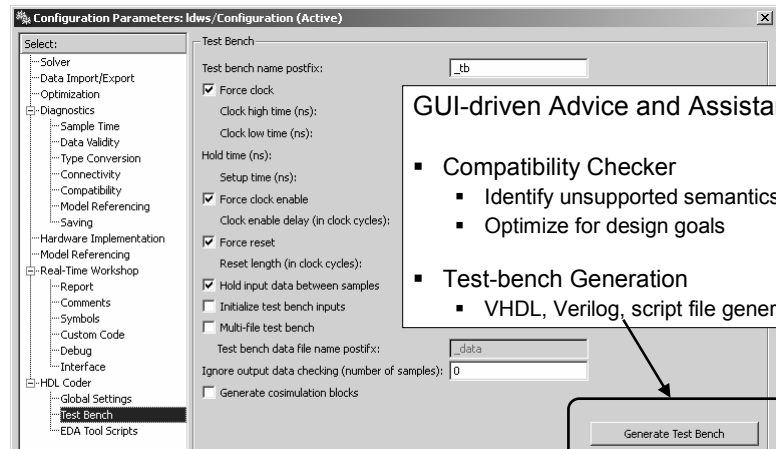 Configuration Parameters: ldws/Configuration (Active)
Select:
Solver
Data Import/Export
Optimization
Diagnostics
Sample Time
Data Validity
Type Conversion
Connectivity
Compatibility
Model Referencing
Saving
Hardware Implementation
Model Referencing
Real-Time Workshop
Report
Comments
Symbols
Custom Code
Debug
Interface
HDL Coder
Global Settings
Test Bench
EDA Tool Scripts
Test Bench
Test bench name postfix: _tb
Force clock
Clock high time (ns):
Clock low time (ns):
Hold time (ns):
Setup time (ns):
Force clock enable
Clock enable delay (in clock cycles):
Force reset
Reset length (in clock cycles):
Hold input data between samples
Initialize test bench inputs
Multi-file test bench
Test bench data file name postifx: _data
Ignore output data checking (number of samples): 0
Generate cosimulation blocks
Generate Test Bench
GUI-driven Advice and Assista
▪ Compatibility Checker
▪ Identify unsupported semantics
▪ Optimize for design goals
▪ Test-bench Generation
▪ VHDL, Verilog, script file gener